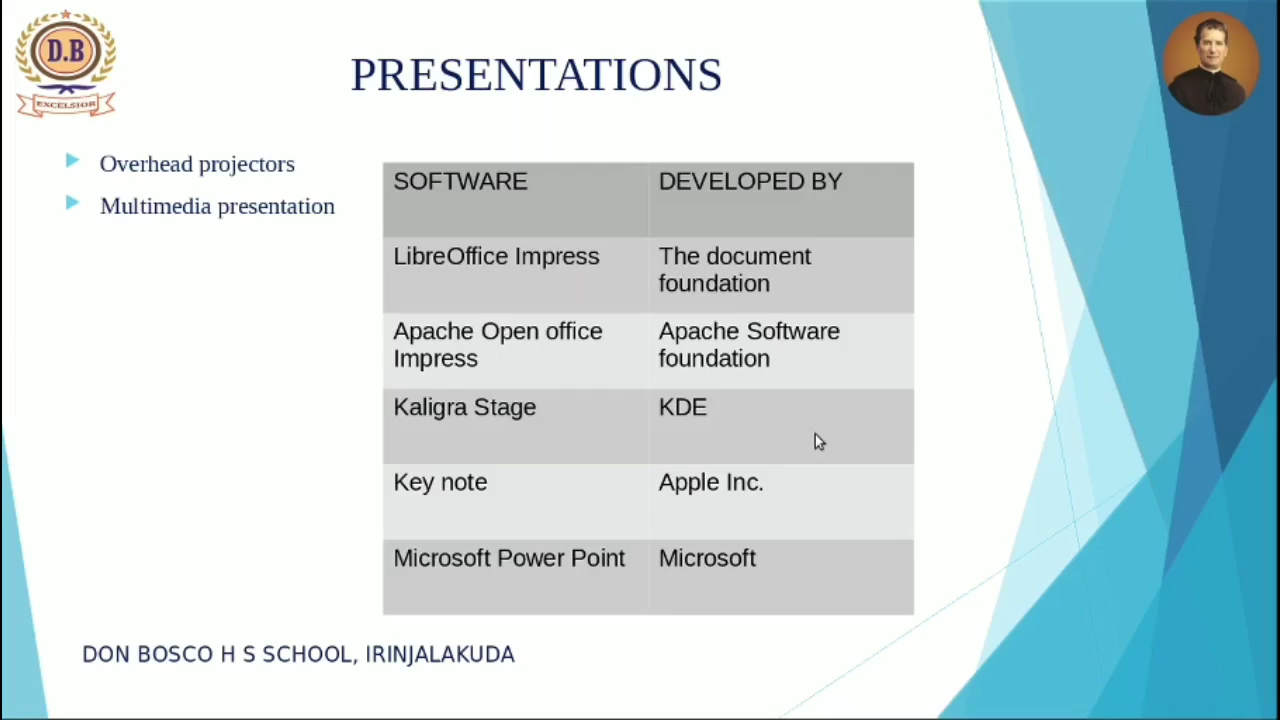 D.B
EXCELSIOR
PRESENTATIONS
Overhead projectors
Multimedia presentation
SOFTWARE DEVELOPED BY
LibreOffice Impress The document
foundation
Apache Open office Apache Software
Impress foundation
Kaligra Stage KDE
Key note Apple Inc.
Microsoft Power Point Microsoft
DON BOSCO H S SCHOOL, IRINJALAKUDA